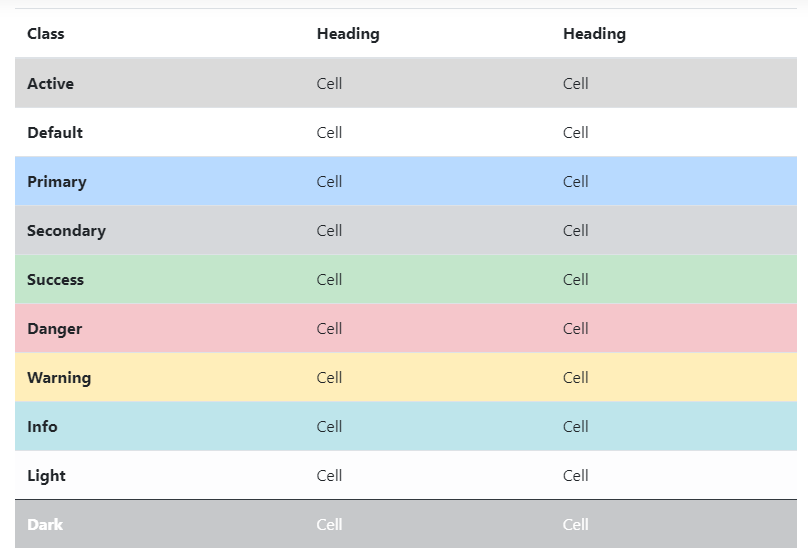 Class Heading Heading
Active Cell Cell
Default Cell Cell
Primary Cell Cell
Secondary Cell Cell
Success Cell Cell
Danger Cell Cell
Warning Cell Cell
Info Cell Cell
Light Cell Cell
Dark Cell Cell